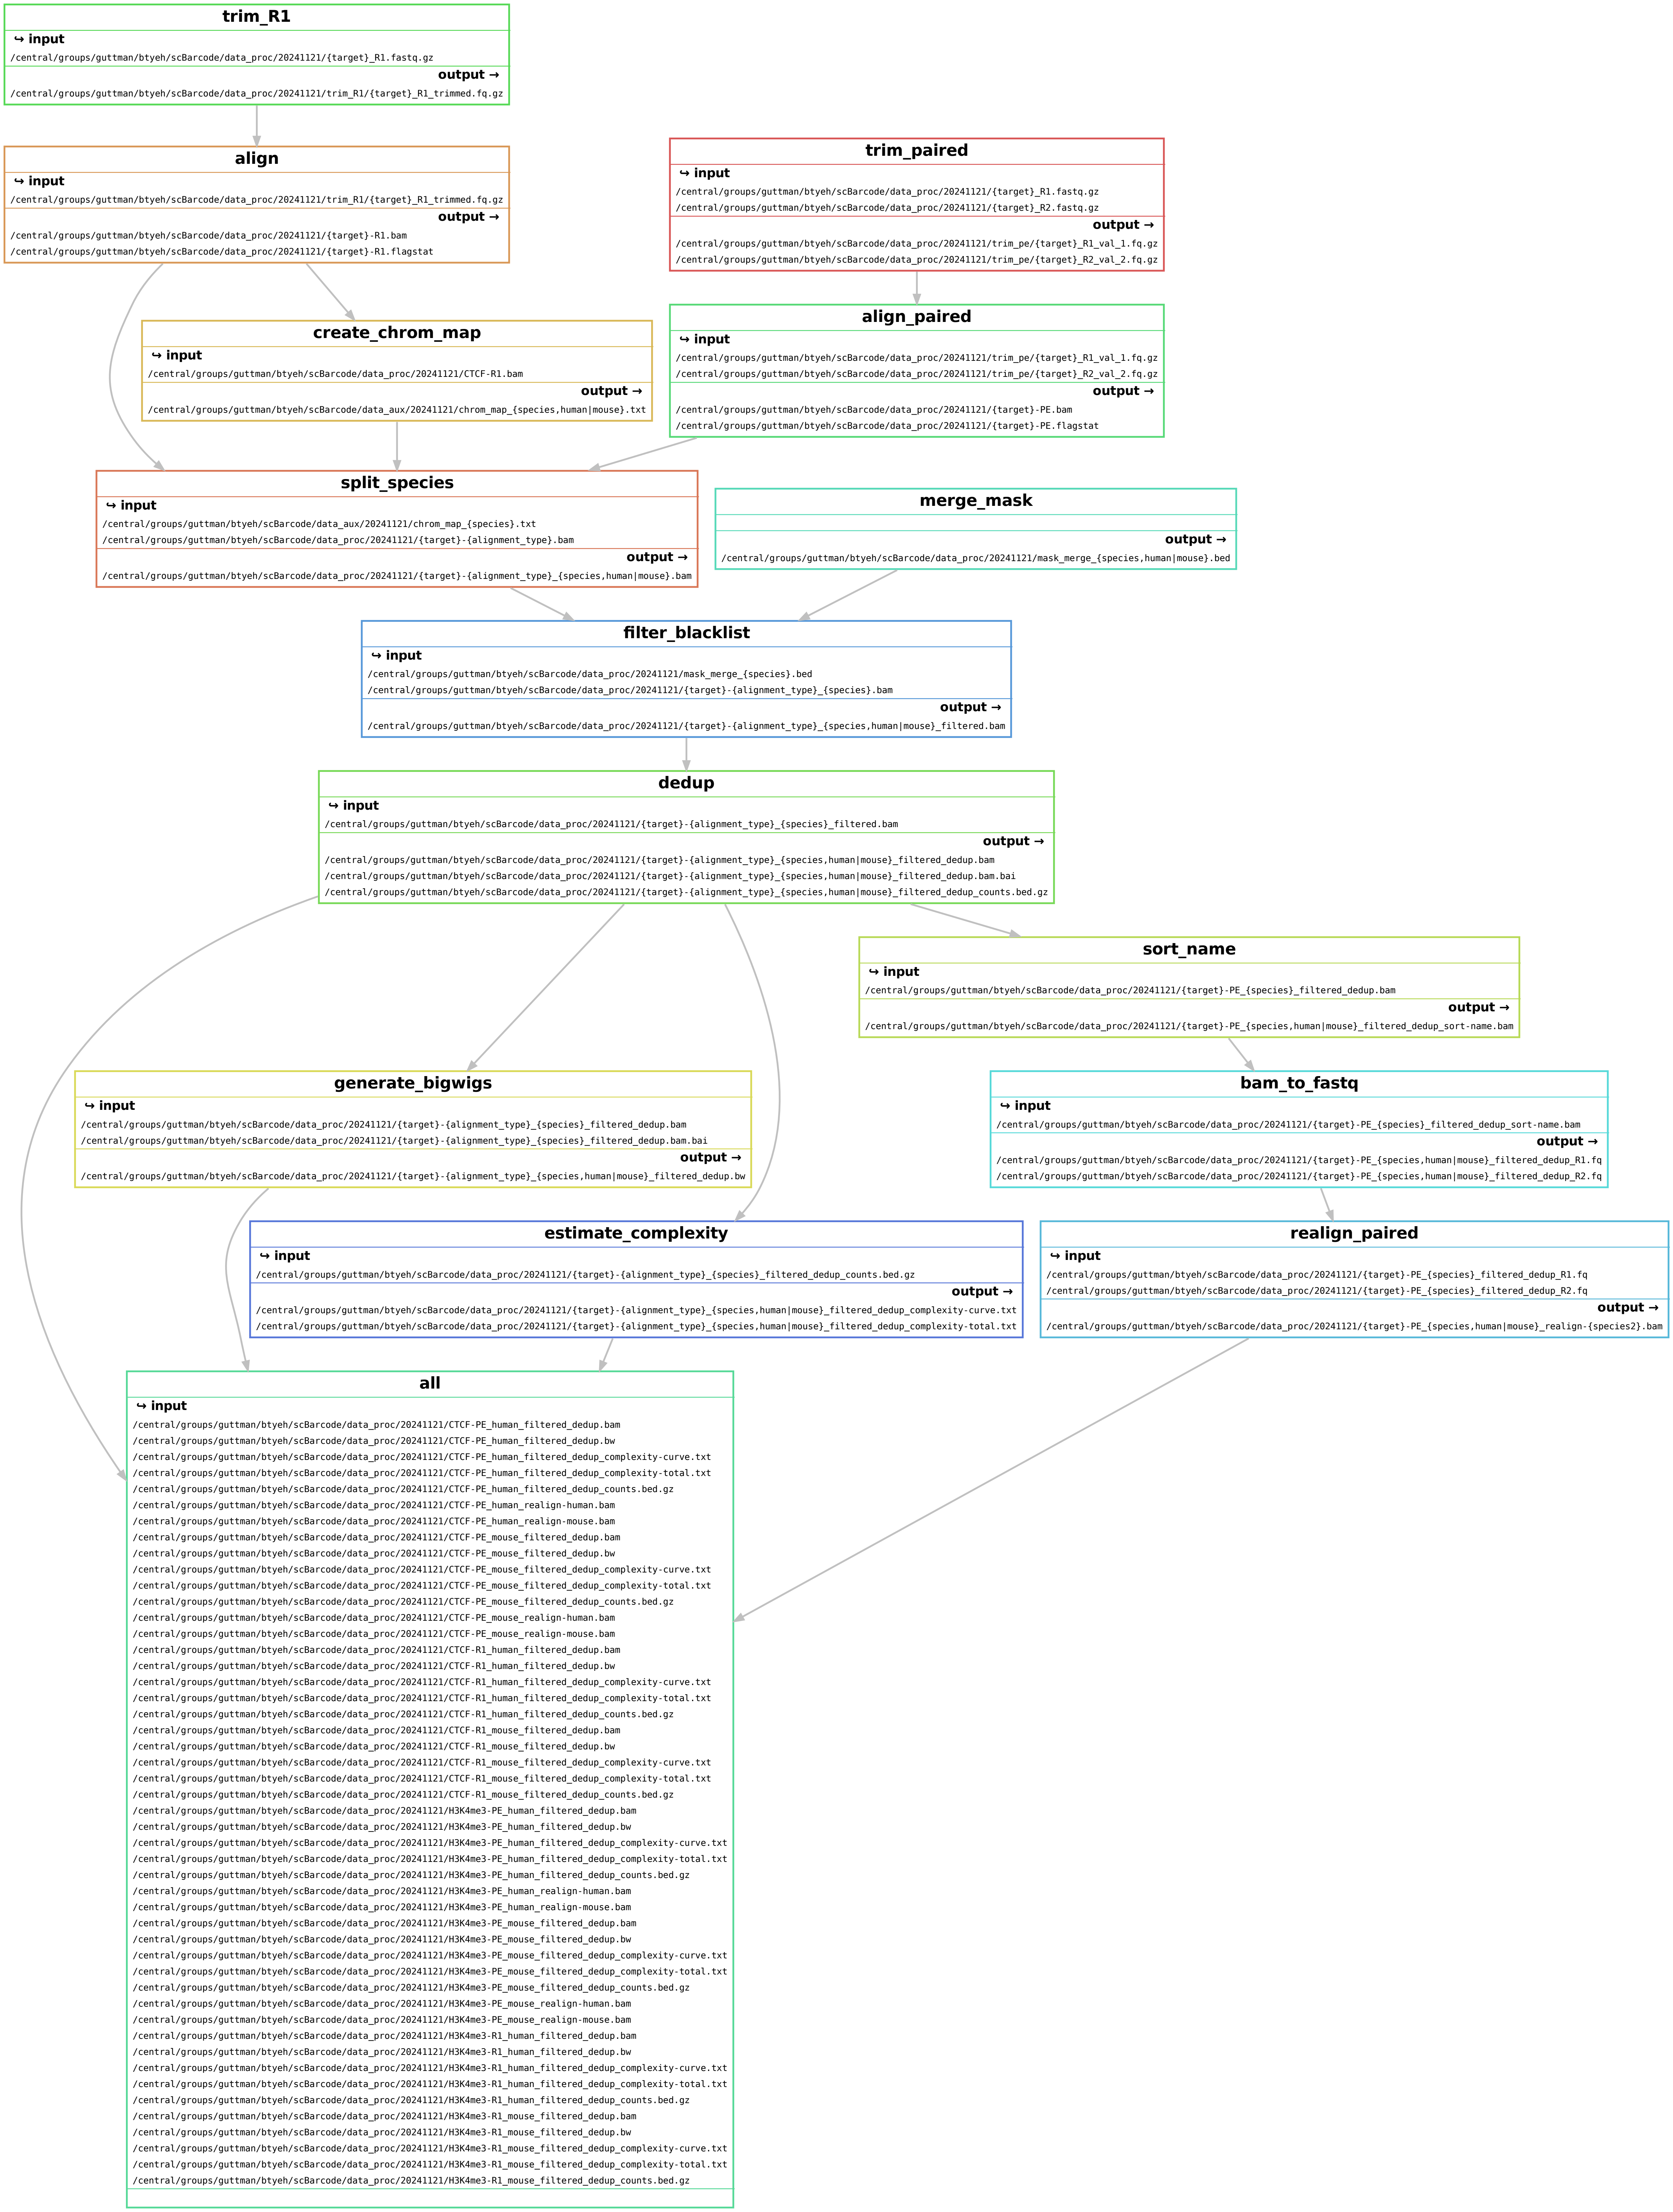 trim_R1
↪ input
/central/groups/guttman/btyeh/scBarcode/data_proc/20241121/{target}_R1.fastq.gz
output →
/central/groups/guttman/btyeh/scBarcode/data_proc/20241121/trim_R1/{target}_R1_trimmed.fq.gz
align
↪ input
/central/groups/guttman/btyeh/scBarcode/data_proc/20241121/trim_R1/{target}_R1_trimmed.fq.gz
output →
/central/groups/guttman/btyeh/scBarcode/data_proc/20241121/{target}-R1.bam
/central/groups/guttman/btyeh/scBarcode/data_proc/20241121/{target}-R1.flagstat
trim_paired
↪ input
/central/groups/guttman/btyeh/scBarcode/data_proc/20241121/{target}_R1.fastq.gz
/central/groups/guttman/btyeh/scBarcode/data_proc/20241121/{target}_R2.fastq.gz
output →
/central/groups/guttman/btyeh/scBarcode/data_proc/20241121/trim_pe/{target}_R1_val_1.fq.gz
/central/groups/guttman/btyeh/scBarcode/data_proc/20241121/trim_pe/{target}_R2_val_2.fq.gz
create_chrom_map
↪ input
/central/groups/guttman/btyeh/scBarcode/data_proc/20241121/CTCF-R1.bam
output →
/central/groups/guttman/btyeh/scBarcode/data_aux/20241121/chrom_map_{species,human|mouse}.txt
align_paired
↪ input
/central/groups/guttman/btyeh/scBarcode/data_proc/20241121/trim_pe/{target}_R1_val_1.fq.gz
/central/groups/guttman/btyeh/scBarcode/data_proc/20241121/trim_pe/{target}_R2_val_2.fq.gz
output →
/central/groups/guttman/btyeh/scBarcode/data_proc/20241121/{target}-PE.bam
/central/groups/guttman/btyeh/scBarcode/data_proc/20241121/{target}-PE.flagstat
split_species
↪ input
/central/groups/guttman/btyeh/scBarcode/data_aux/20241121/chrom_map_{species}.txt
/central/groups/guttman/btyeh/scBarcode/data_proc/20241121/{target}-{alignment_type}.bam
output →
/central/groups/guttman/btyeh/scBarcode/data_proc/20241121/{target}-{alignment_type}_{species,human|mouse}.bam
merge_mask
output →
/central/groups/guttman/btyeh/scBarcode/data_proc/20241121/mask_merge_{species,human|mouse}.bed
filter_blacklist
↪ input
/central/groups/guttman/btyeh/scBarcode/data_proc/20241121/mask_merge_{species}.bed
/central/groups/guttman/btyeh/scBarcode/data_proc/20241121/{target}-{alignment_type}_{species}.bam
output →
/central/groups/guttman/btyeh/scBarcode/data_proc/20241121/{target}-{alignment_type}_{species,human|mouse}_filtered.bam
dedup
↪ input
/central/groups/guttman/btyeh/scBarcode/data_proc/20241121/{target}-{alignment_type}_{species}_filtered.bam
output →
/central/groups/guttman/btyeh/scBarcode/data_proc/20241121/{target}-{alignment_type}_{species,human|mouse}_filtered_dedup.bam
/central/groups/guttman/btyeh/scBarcode/data_proc/20241121/{target}-{alignment_type}_{species,human|mouse}_filtered_dedup.bam.bai
/central/groups/guttman/btyeh/scBarcode/data_proc/20241121/{target}-{alignment_type}_{species,human|mouse}_filtered_dedup_counts.bed.gz
sort_name
↪ input
/central/groups/guttman/btyeh/scBarcode/data_proc/20241121/{target}-PE_{species}_filtered_dedup.bam
output →
/central/groups/guttman/btyeh/scBarcode/data_proc/20241121/{target}-PE_{species,human|mouse}_filtered_dedup_sort-name.bam
generate_bigwigs
↪ input
/central/groups/guttman/btyeh/scBarcode/data_proc/20241121/{target}-{alignment_type}_{species}_filtered_dedup.bam
/central/groups/guttman/btyeh/scBarcode/data_proc/20241121/{target}-{alignment_type}_{species}_filtered_dedup.bam.bai
output →
/central/groups/guttman/btyeh/scBarcode/data_proc/20241121/{target}-{alignment_type}_{species,human|mouse}_filtered_dedup.bw
bam_to_fastq
↪ input
/central/groups/guttman/btyeh/scBarcode/data_proc/20241121/{target}-PE_{species}_filtered_dedup_sort-name.bam
output →
/central/groups/guttman/btyeh/scBarcode/data_proc/20241121/{target}-PE_{species,human|mouse}_filtered_dedup_R1.fq
/central/groups/guttman/btyeh/scBarcode/data_proc/20241121/{target}-PE_{species,human|mouse}_filtered_dedup_R2.fq
estimate_complexity
↪ input
/central/groups/guttman/btyeh/scBarcode/data_proc/20241121/{target}-{alignment_type}_{species}_filtered_dedup_counts.bed.gz
output →
/central/groups/guttman/btyeh/scBarcode/data_proc/20241121/{target}-{alignment_type}_{species,human|mouse}_filtered_dedup_complexity-curve.txt
/central/groups/guttman/btyeh/scBarcode/data_proc/20241121/{target}-{alignment_type}_{species,human|mouse}_filtered_dedup_complexity-total.txt
realign_paired
↪ input
/central/groups/guttman/btyeh/scBarcode/data_proc/20241121/{target}-PE_{species}_filtered_dedup_R1.fq
/central/groups/guttman/btyeh/scBarcode/data_proc/20241121/{target}-PE_{species}_filtered_dedup_R2.fq
output →
/central/groups/guttman/btyeh/scBarcode/data_proc/20241121/{target}-PE_{species,human|mouse}_realign-{species2}.bam
all
↪ input
/central/groups/guttman/btyeh/scBarcode/data_proc/20241121/CTCF-PE_human_filtered_dedup.bam
/central/groups/guttman/btyeh/scBarcode/data_proc/20241121/CTCF-PE_human_filtered_dedup.bw
/central/groups/guttman/btyeh/scBarcode/data_proc/20241121/CTCF-PE_human_filtered_dedup_complexity-curve.txt
/central/groups/guttman/btyeh/scBarcode/data_proc/20241121/CTCF-PE_human_filtered_dedup_complexity-total.txt
/central/groups/guttman/btyeh/scBarcode/data_proc/20241121/CTCF-PE_human_filtered_dedup_counts.bed.gz
/central/groups/guttman/btyeh/scBarcode/data_proc/20241121/CTCF-PE_human_realign-human.bam
/central/groups/guttman/btyeh/scBarcode/data_proc/20241121/CTCF-PE_human_realign-mouse.bam
/central/groups/guttman/btyeh/scBarcode/data_proc/20241121/CTCF-PE_mouse_filtered_dedup.bam
/central/groups/guttman/btyeh/scBarcode/data_proc/20241121/CTCF-PE_mouse_filtered_dedup.bw
/central/groups/guttman/btyeh/scBarcode/data_proc/20241121/CTCF-PE_mouse_filtered_dedup_complexity-curve.txt
/central/groups/guttman/btyeh/scBarcode/data_proc/20241121/CTCF-PE_mouse_filtered_dedup_complexity-total.txt
/central/groups/guttman/btyeh/scBarcode/data_proc/20241121/CTCF-PE_mouse_filtered_dedup_counts.bed.gz
/central/groups/guttman/btyeh/scBarcode/data_proc/20241121/CTCF-PE_mouse_realign-human.bam
/central/groups/guttman/btyeh/scBarcode/data_proc/20241121/CTCF-PE_mouse_realign-mouse.bam
/central/groups/guttman/btyeh/scBarcode/data_proc/20241121/CTCF-R1_human_filtered_dedup.bam
/central/groups/guttman/btyeh/scBarcode/data_proc/20241121/CTCF-R1_human_filtered_dedup.bw
/central/groups/guttman/btyeh/scBarcode/data_proc/20241121/CTCF-R1_human_filtered_dedup_complexity-curve.txt
/central/groups/guttman/btyeh/scBarcode/data_proc/20241121/CTCF-R1_human_filtered_dedup_complexity-total.txt
/central/groups/guttman/btyeh/scBarcode/data_proc/20241121/CTCF-R1_human_filtered_dedup_counts.bed.gz
/central/groups/guttman/btyeh/scBarcode/data_proc/20241121/CTCF-R1_mouse_filtered_dedup.bam
/central/groups/guttman/btyeh/scBarcode/data_proc/20241121/CTCF-R1_mouse_filtered_dedup.bw
/central/groups/guttman/btyeh/scBarcode/data_proc/20241121/CTCF-R1_mouse_filtered_dedup_complexity-curve.txt
/central/groups/guttman/btyeh/scBarcode/data_proc/20241121/CTCF-R1_mouse_filtered_dedup_complexity-total.txt
/central/groups/guttman/btyeh/scBarcode/data_proc/20241121/CTCF-R1_mouse_filtered_dedup_counts.bed.gz
/central/groups/guttman/btyeh/scBarcode/data_proc/20241121/H3K4me3-PE_human_filtered_dedup.bam
/central/groups/guttman/btyeh/scBarcode/data_proc/20241121/H3K4me3-PE_human_filtered_dedup.bw
/central/groups/guttman/btyeh/scBarcode/data_proc/20241121/H3K4me3-PE_human_filtered_dedup_complexity-curve.txt
/central/groups/guttman/btyeh/scBarcode/data_proc/20241121/H3K4me3-PE_human_filtered_dedup_complexity-total.txt
/central/groups/guttman/btyeh/scBarcode/data_proc/20241121/H3K4me3-PE_human_filtered_dedup_counts.bed.gz
/central/groups/guttman/btyeh/scBarcode/data_proc/20241121/H3K4me3-PE_human_realign-human.bam
/central/groups/guttman/btyeh/scBarcode/data_proc/20241121/H3K4me3-PE_human_realign-mouse.bam
/central/groups/guttman/btyeh/scBarcode/data_proc/20241121/H3K4me3-PE_mouse_filtered_dedup.bam
/central/groups/guttman/btyeh/scBarcode/data_proc/20241121/H3K4me3-PE_mouse_filtered_dedup.bw
/central/groups/guttman/btyeh/scBarcode/data_proc/20241121/H3K4me3-PE_mouse_filtered_dedup_complexity-curve.txt
/central/groups/guttman/btyeh/scBarcode/data_proc/20241121/H3K4me3-PE_mouse_filtered_dedup_complexity-total.txt
/central/groups/guttman/btyeh/scBarcode/data_proc/20241121/H3K4me3-PE_mouse_filtered_dedup_counts.bed.gz
/central/groups/guttman/btyeh/scBarcode/data_proc/20241121/H3K4me3-PE_mouse_realign-human.bam
/central/groups/guttman/btyeh/scBarcode/data_proc/20241121/H3K4me3-PE_mouse_realign-mouse.bam
/central/groups/guttman/btyeh/scBarcode/data_proc/20241121/H3K4me3-R1_human_filtered_dedup.bam
/central/groups/guttman/btyeh/scBarcode/data_proc/20241121/H3K4me3-R1_human_filtered_dedup.bw
/central/groups/guttman/btyeh/scBarcode/data_proc/20241121/H3K4me3-R1_human_filtered_dedup_complexity-curve.txt
/central/groups/guttman/btyeh/scBarcode/data_proc/20241121/H3K4me3-R1_human_filtered_dedup_complexity-total.txt
/central/groups/guttman/btyeh/scBarcode/data_proc/20241121/H3K4me3-R1_human_filtered_dedup_counts.bed.gz
/central/groups/guttman/btyeh/scBarcode/data_proc/20241121/H3K4me3-R1_mouse_filtered_dedup.bam
/central/groups/guttman/btyeh/scBarcode/data_proc/20241121/H3K4me3-R1_mouse_filtered_dedup.bw
/central/groups/guttman/btyeh/scBarcode/data_proc/20241121/H3K4me3-R1_mouse_filtered_dedup_complexity-curve.txt
/central/groups/guttman/btyeh/scBarcode/data_proc/20241121/H3K4me3-R1_mouse_filtered_dedup_complexity-total.txt
/central/groups/guttman/btyeh/scBarcode/data_proc/20241121/H3K4me3-R1_mouse_filtered_dedup_counts.bed.gz